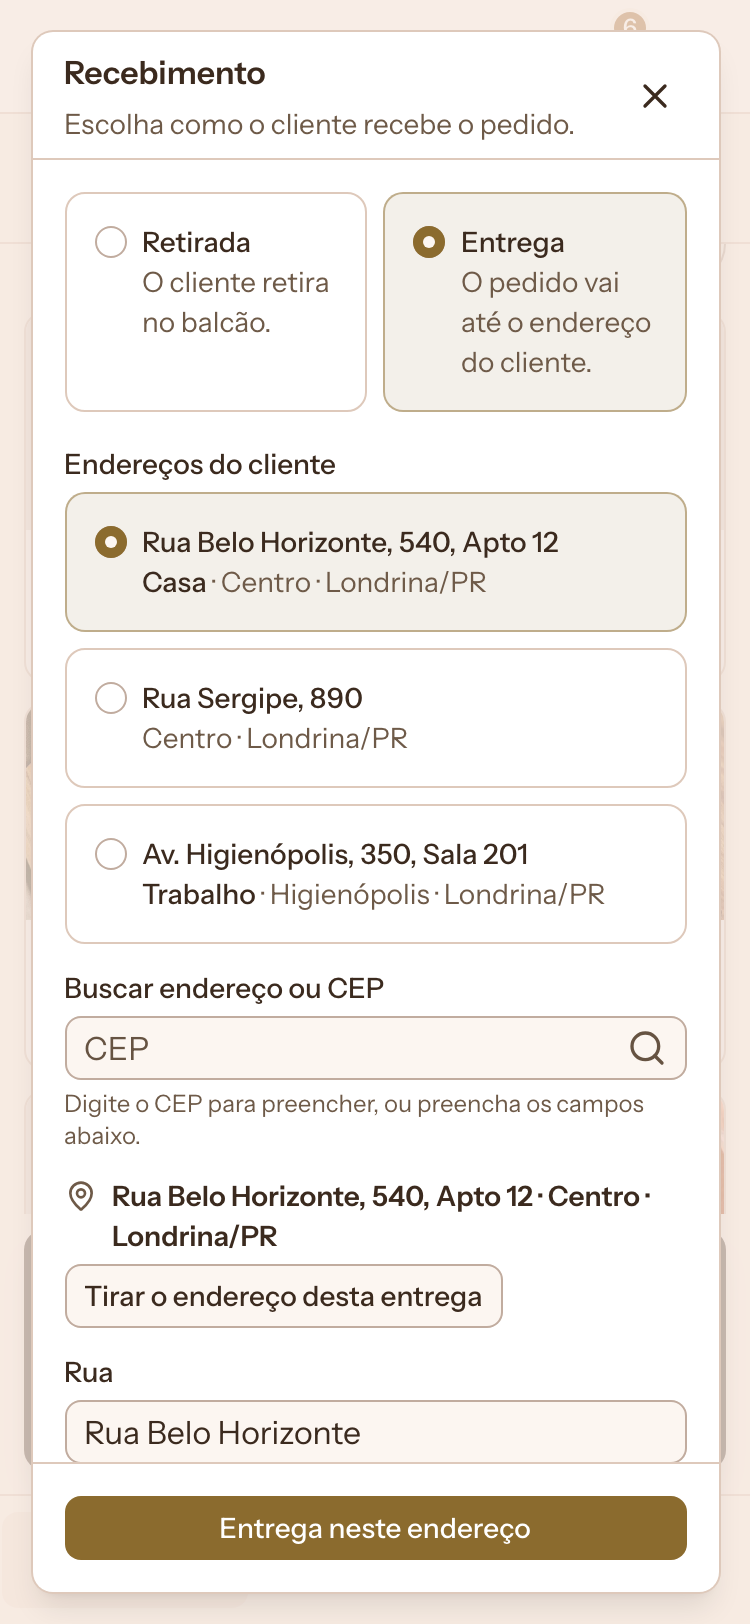 6
Recebimento
Escolha como o cliente recebe o pedido.
Retirada
O cliente retira
no balcão.
Entrega
O pedido vai
até o endereço
do cliente.
Endereços do cliente
Rua Belo Horizonte, 540, Apto 12
Casa · Centro · Londrina/PR
Rua Sergipe, 890
Centro · Londrina/PR
Av. Higienópolis, 350, Sala 201
Trabalho · Higienópolis · Londrina/PR
Buscar endereço ou CEP
CEP
Digite o CEP para preencher, ou preencha os campos
abaixo.
Rua Belo Horizonte, 540, Apto 12 · Centro ·
Londrina/PR
Tirar o endereço desta entrega
Rua
Rua Belo Horizonte
Entrega neste endereço